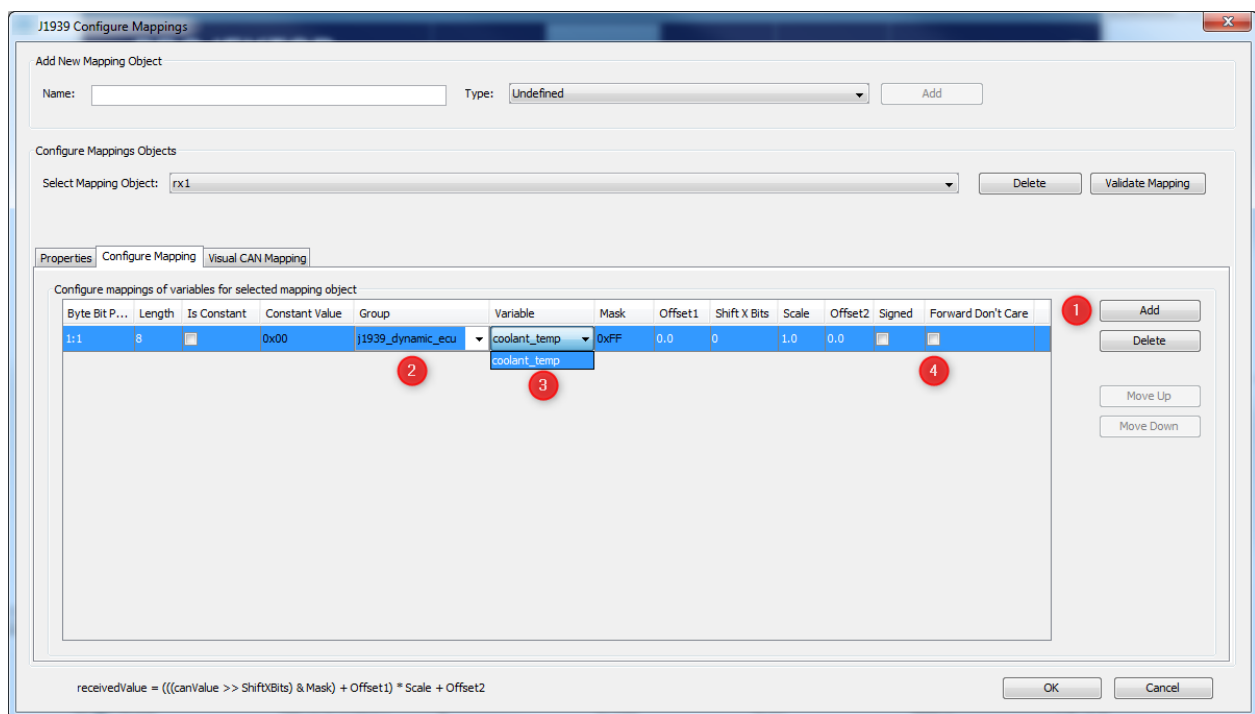 J1939 Configure Mappings
Add New Mapping Object
Name: Type: Undefined Add
Configure Mappings Objects
Select Mapping Object: rx1 Delete Validate Mapping
Properties Configure Mapping Visual CAN Mapping
Configure mappings of variables for selected mapping object
Byte Bit P... Length Is Constant Constant Value Group Variable Mask Offset1 Shift X Bits Scale Offset2 Signed Forward Don't Care 1 Add
1:1 8 0x00 j1939_dynamic_ecu coolant_temp 0xFF 0.0 0 1.0 0.0 Delete
coolant_temp
2 3 4
Move Up
Move Down
receivedValue = (((canValue >> ShiftXBits) & Mask) + Offset1) * Scale + Offset2 OK Cancel